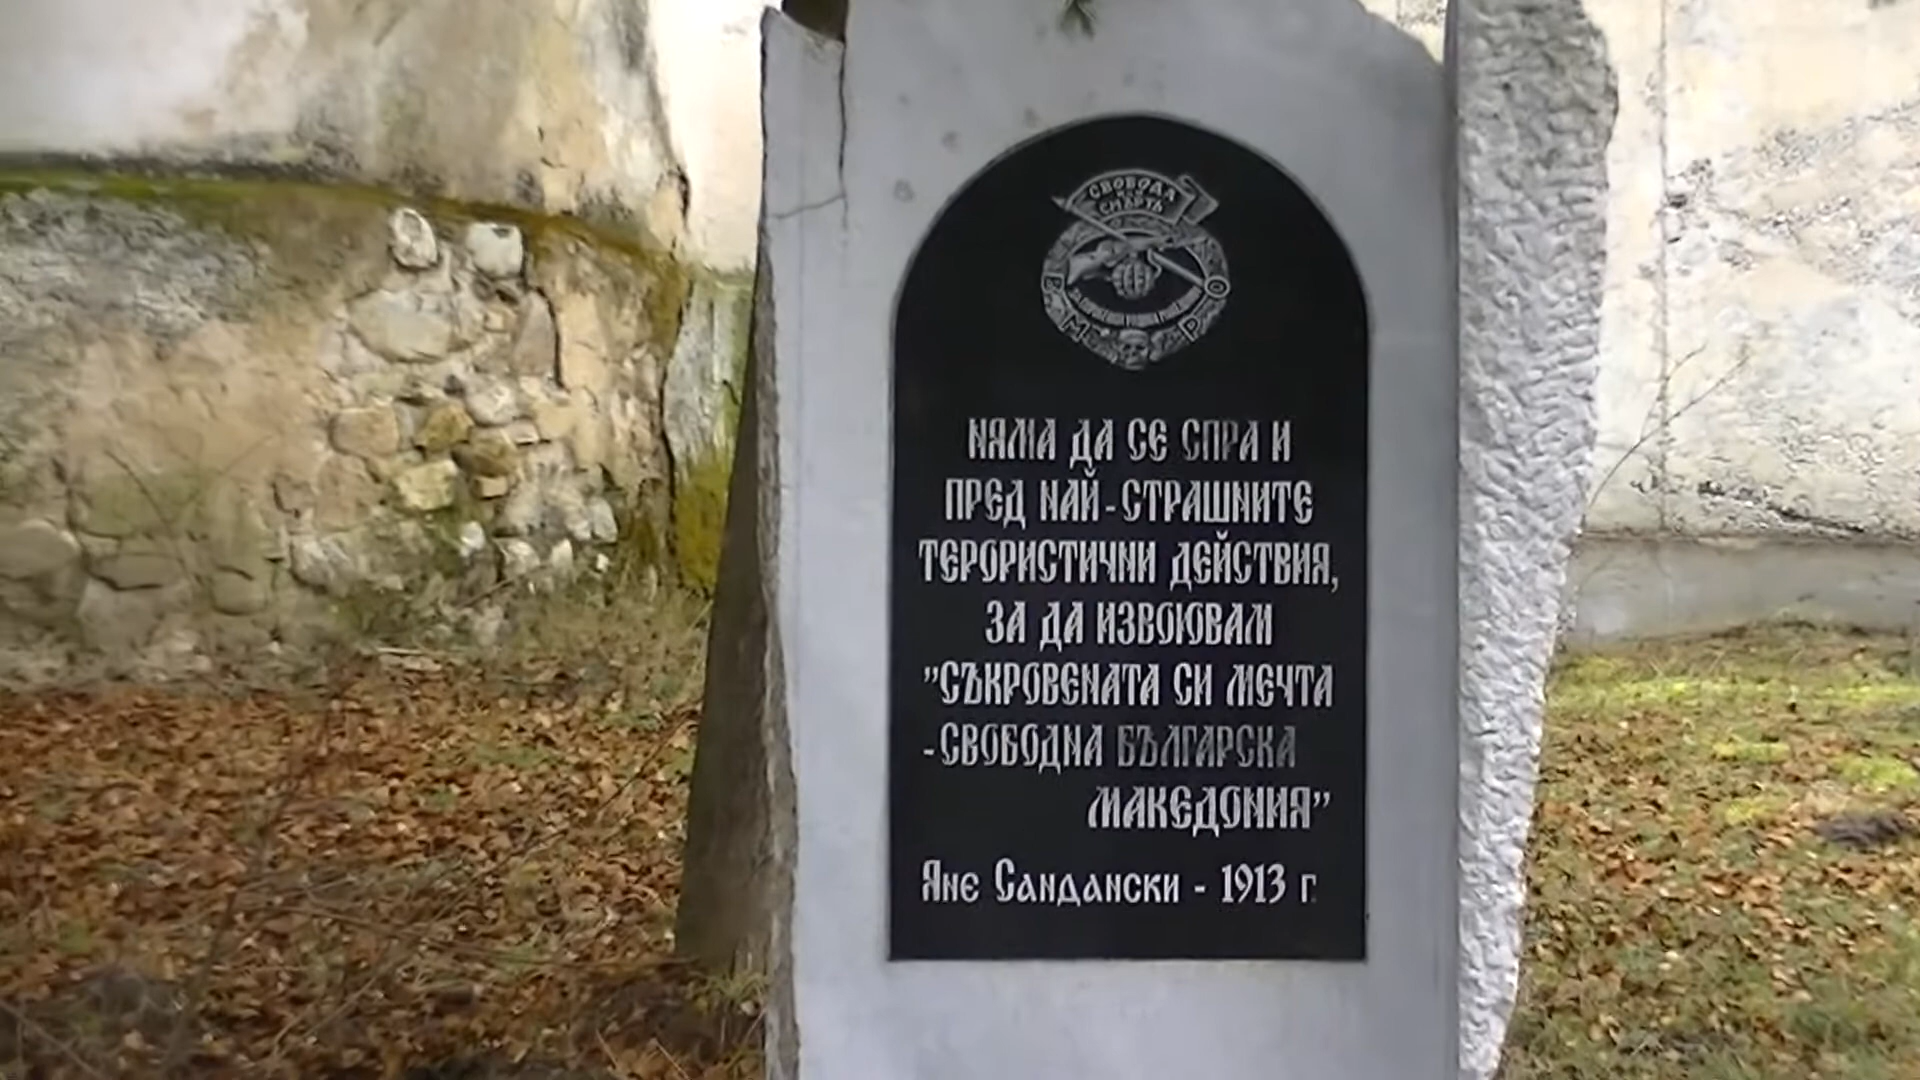 СВОБОДА
ИЛИ
СМЪРТЬ
В М Р О
НЯМА ДА СЕ СПРА И
ПРЕД НАЙ-СТРАШНИТЕ
ТЕРОРИСТИЧНИ ДЕЙСТВИЯ,
ЗА ДА ИЗВОЮВАМ
"СЪКРОВЕНАТА СИ МЕЧТА
-СВОБОДНА БЪЛГАРСКА
МАКЕДОНИЯ"
Яне Сандански - 1913 г.